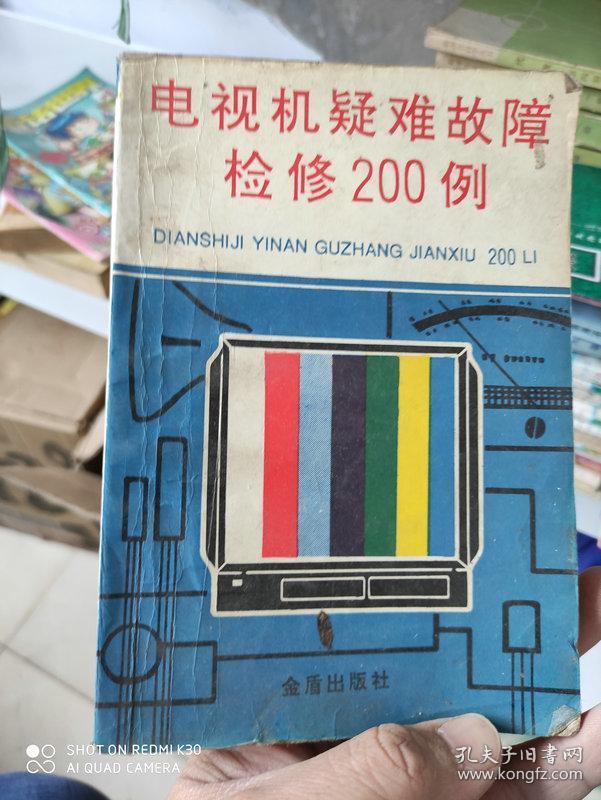 电视机疑难故障
检修200例
DIANSHIJI YINAN GUZHANG JIANXIU 200 LI
金盾出版社
SHOT ON REDMI K30
AI QUAD CAMERA
孔夫子旧书网
www.kongfz.com